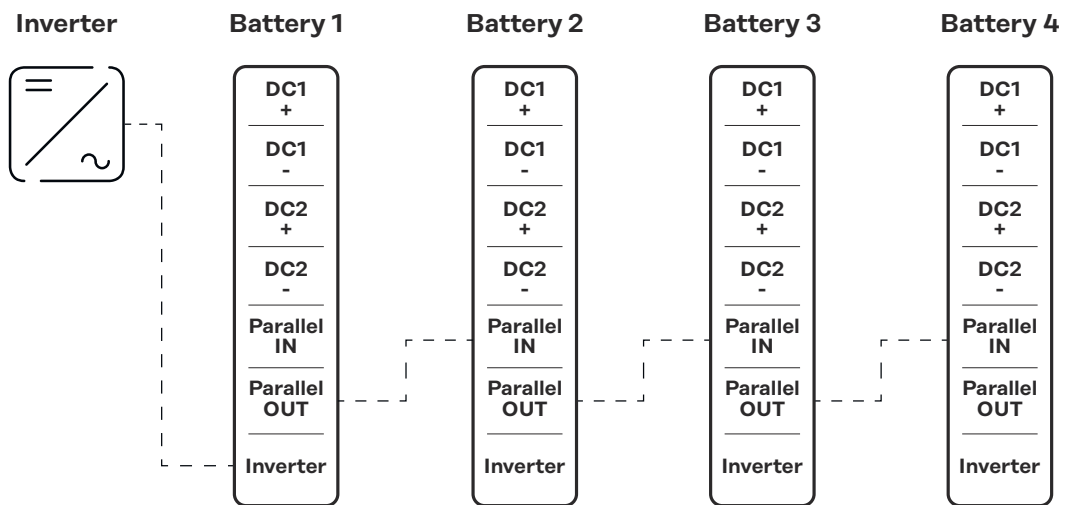 Inverter
Battery 1
Battery 2
Battery 3
Battery 4
DC1
+
DC1
-
DC2
+
DC2
-
Parallel
IN
Parallel
OUT
Inverter
DC1
+
DC1
-
DC2
+
DC2
-
Parallel
IN
Parallel
OUT
Inverter
DC1
+
DC1
-
DC2
+
DC2
-
Parallel
IN
Parallel
OUT
Inverter
DC1
+
DC1
-
DC2
+
DC2
-
Parallel
IN
Parallel
OUT
Inverter